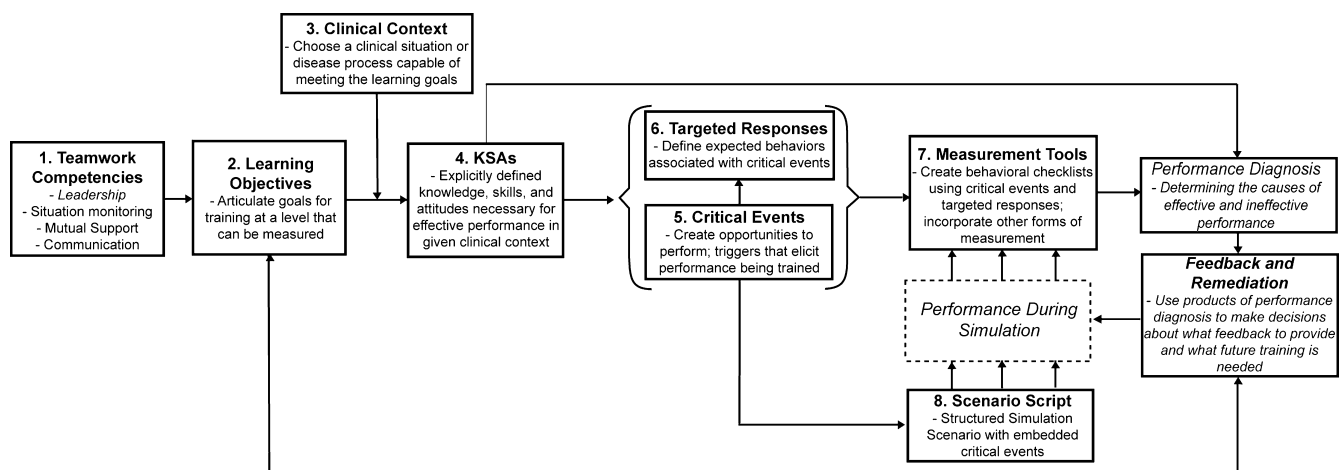 1. Teamwork
Competencies
- Leadership
- Situation monitoring
- Mutual Support
- Communication
2. Learning
Objectives
- Articulate goals for
training at a level that
can be measured
3. Clinical Context
- Choose a clinical situation or
disease process capable of
meeting the learning goals
4. KSAs
- Explicitly defined
knowledge, skills, and
attitudes necessary for
effective performance in
given clinical context
6. Targeted Responses
- Define expected behaviors
associated with critical events
5. Critical Events
- Create opportunities to
perform; triggers that elicit
performance being trained
7. Measurement Tools
- Create behavioral checklists
using critical events and
targeted responses;
incorporate other forms of
measurement
Performance During
Simulation
8. Scenario Script
- Structured Simulation
Scenario with embedded
critical events
Performance Diagnosis
- Determining the causes of
effective and ineffective
performance
Feedback and
Remediation
- Use products of performance
diagnosis to make decisions
about what feedback to provide
and what future training is
needed